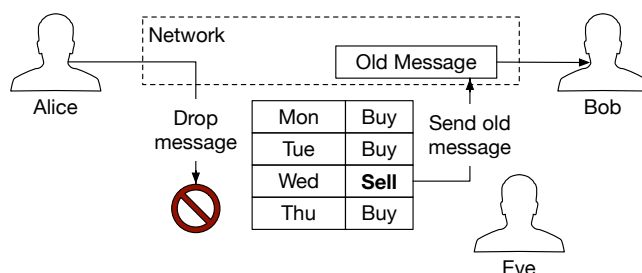 Network
Old Message
Alice
Bob
Drop
message
Mon Buy
Tue Buy
Wed Sell
Thu Buy
Send old
message
Eve